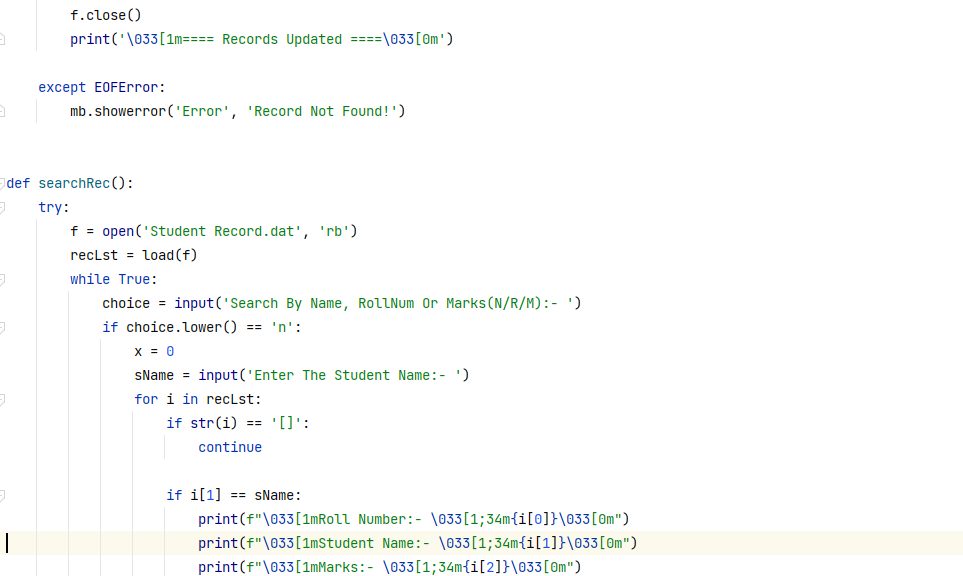 f.close()
print('\033[1m==== Records Updated ====\033[0m')
except EOFError:
mb.showerror('Error', 'Record Not Found!')
def searchRec():
try:
f = open('Student Record.dat', 'rb')
recLst = load(f)
while True:
choice = input('Search By Name, RollNum Or Marks(N/R/M):- ')
if choice.lower() == 'n':
x = 0
sName = input('Enter The Student Name:- ')
for i in recLst:
if str(i) == '[]':
continue
if i[1] == sName:
print(f"\033[1mRoll Number:- \033[1;34m{i[0]}\033[0m")
print(f"\033[1mStudent Name:- \033[1;34m{i[1]}\033[0m")
print(f"\033[1mMarks:- \033[1;34m{i[2]}\033[0m")